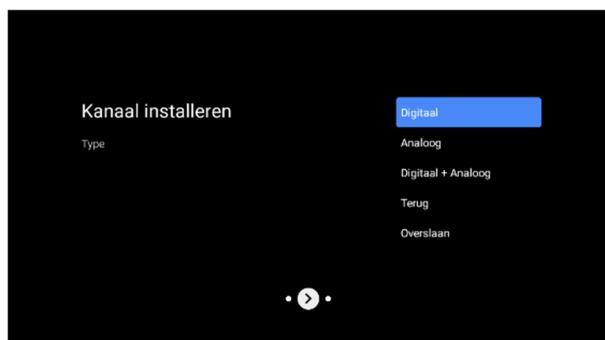 Kanaal installeren
Type
Digitaal
Analoog
Digitaal + Analoog
Terug
Overslaan